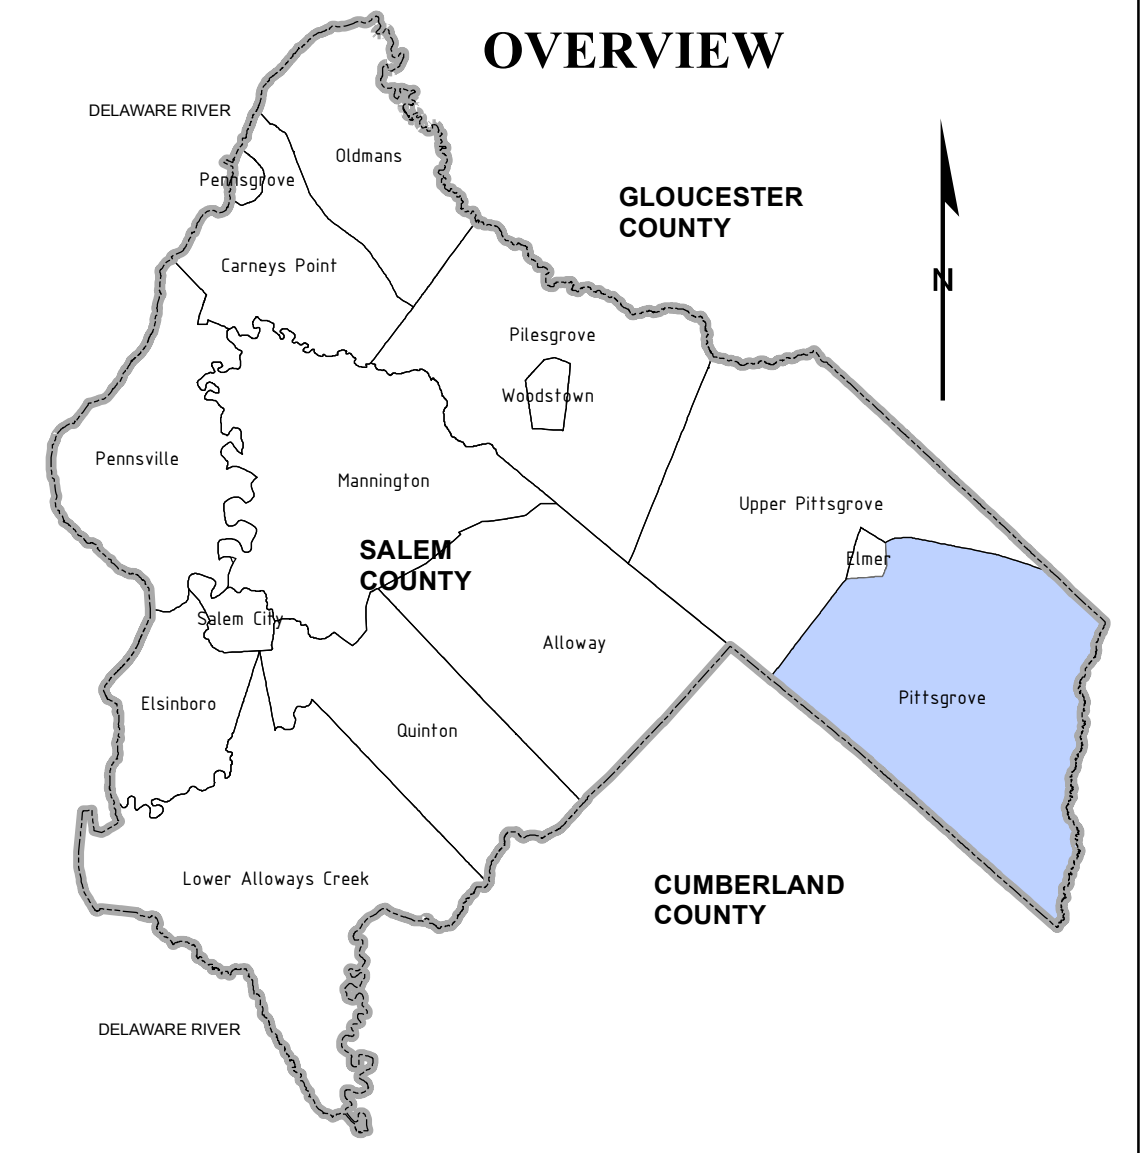 OVERVIEW
DELAWARE RIVER
Oldmans
Pennsgrove
GLOUCESTER
COUNTY
Carneys Point
N
Pilesgrove
Woodstown
Pennsville
Mannington
Upper Pittsgrove
SALEM
COUNTY
Elmer
Salem City
Alloway
Elsinboro
Pittsgrove
Quinton
Lower Alloways Creek
CUMBERLAND
COUNTY
DELAWARE RIVER